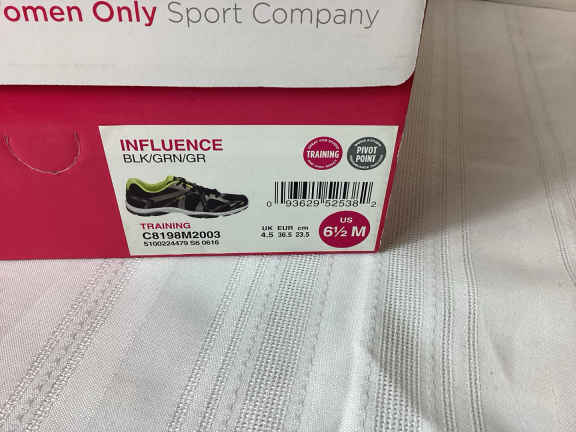 omen Only Sport Company
INFLUENCE
BLK/GRN/GR
TRAINING
PIVOT
POINT
0 93629 52538 2
TRAINING
C8198M2003
5100224479 S6 0616
UK EUR cm
4.5 36.5 23.5
US
6½ M